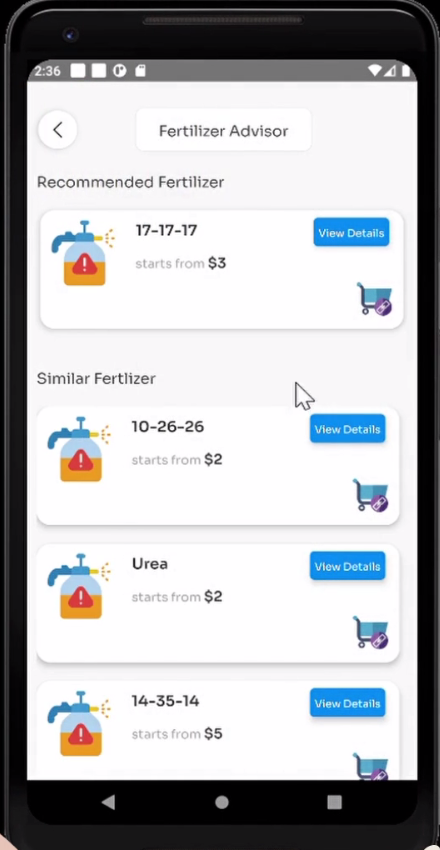 2:36
Fertilizer Advisor
Recommended Fertilizer
17-17-17
View Details
starts from $3
Similar Fertlizer
10-26-26
View Details
starts from $2
Urea
View Details
starts from $2
14-35-14
View Details
starts from $5